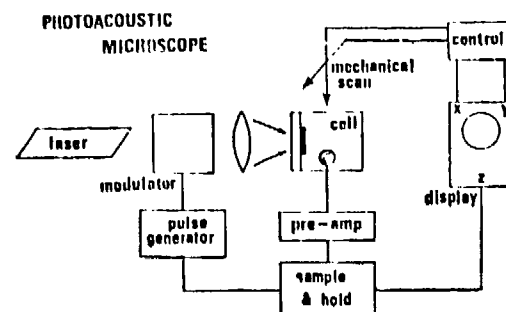 PHOTOACOUSTIC
MICROSCOPE
control
mechanical
scan
X Y
cell
laser
modulator
Z
display
pulse
generator
pre-amp
sample
& hold